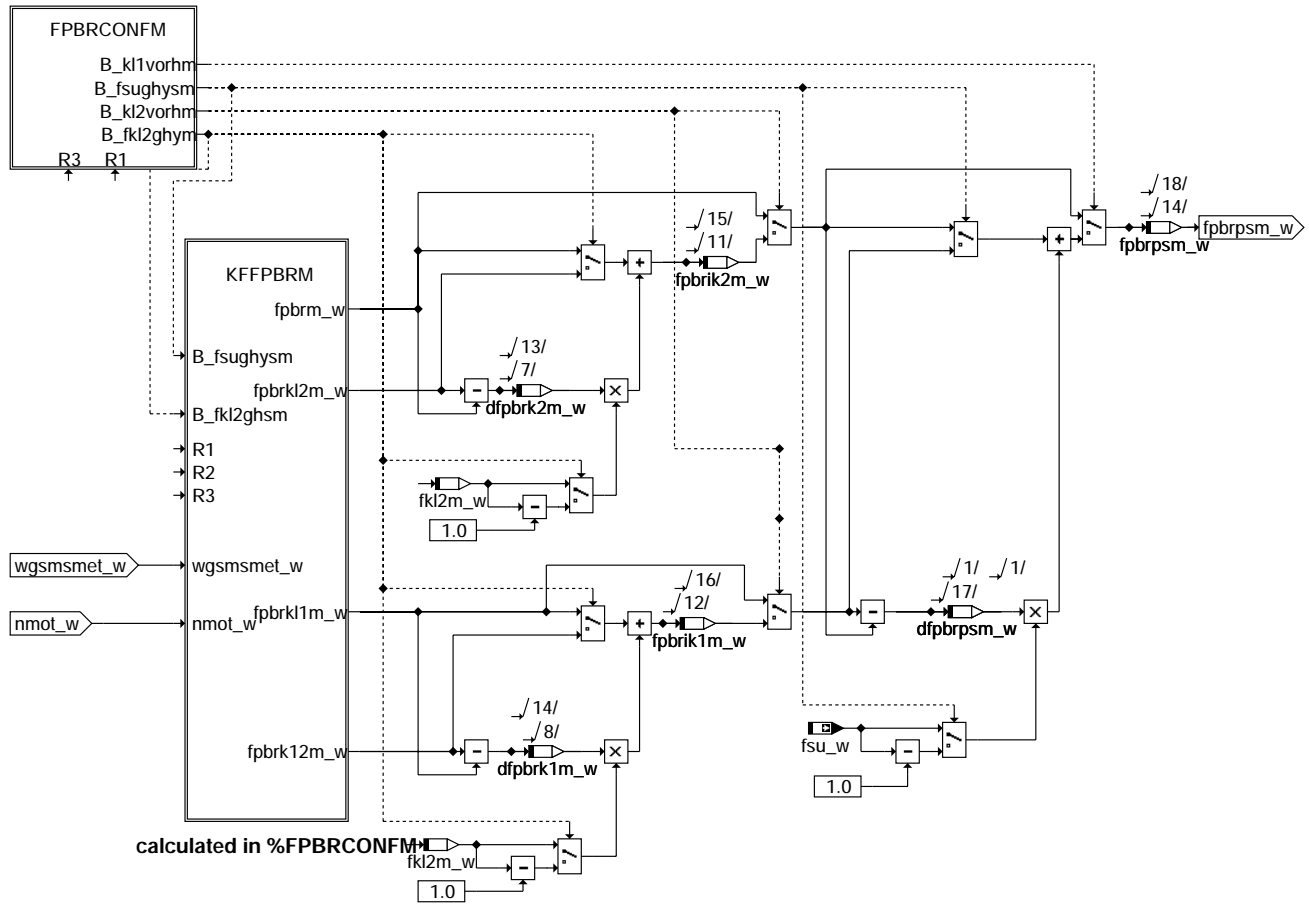 FPBRCONFM
B_kl1vorhm
B_fsughysm
B_kl2vorhm
B_fkl2ghym
R3
R1
KFFPBRM
fpbrm_w
B_fsughysm
fpbrkl2m_w
B_fkl2ghsm
R1
R2
R3
wgsmsmet_w
wgsmsmet_w
fpbrkl1m_w
nmot_w
nmot_w
fpbrk12m_w
calculated in %FPBRCONFM
13/
7/
dfpbrk2m_w
fkl2m_w
1.0
15/
11/
fpbrik2m_w
16/
12/
fpbrik1m_w
14/
8/
dfpbrk1m_w
fkl2m_w
1.0
18/
14/
fpbrpsm_w
fpbrpsm_w
1/
1/
17/
dfpbrpsm_w
fsu_w
1.0